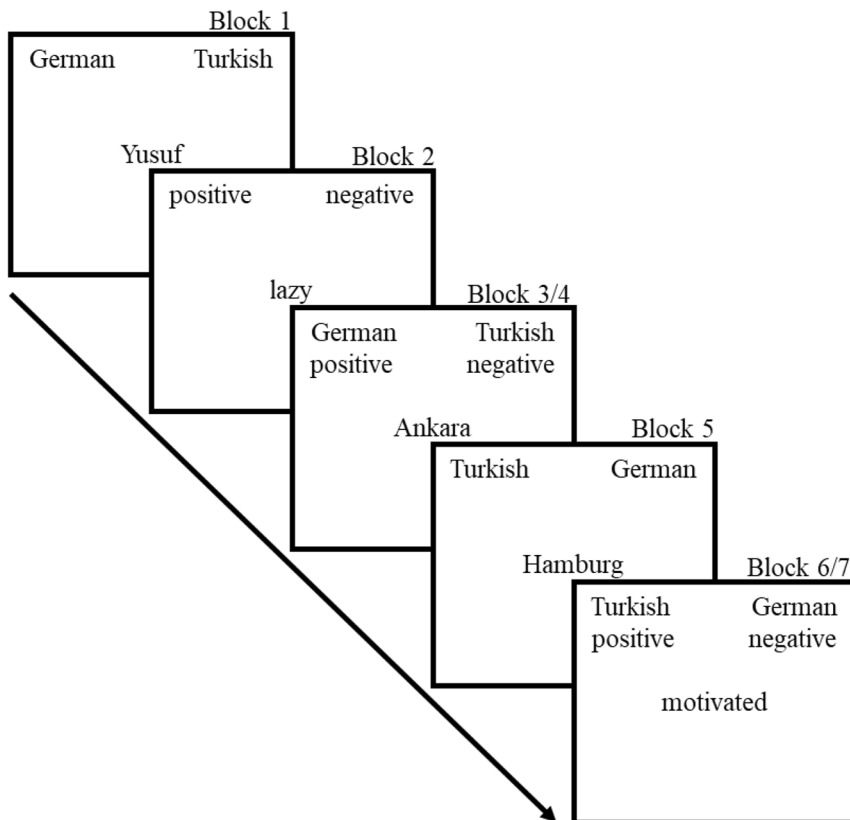 Block 1
German Turkish
Yusuf
Block 2
positive negative
lazy
Block 3/4
German Turkish
positive negative
Ankara
Block 5
Turkish German
Hamburg
Block 6/7
Turkish German
positive negative
motivated